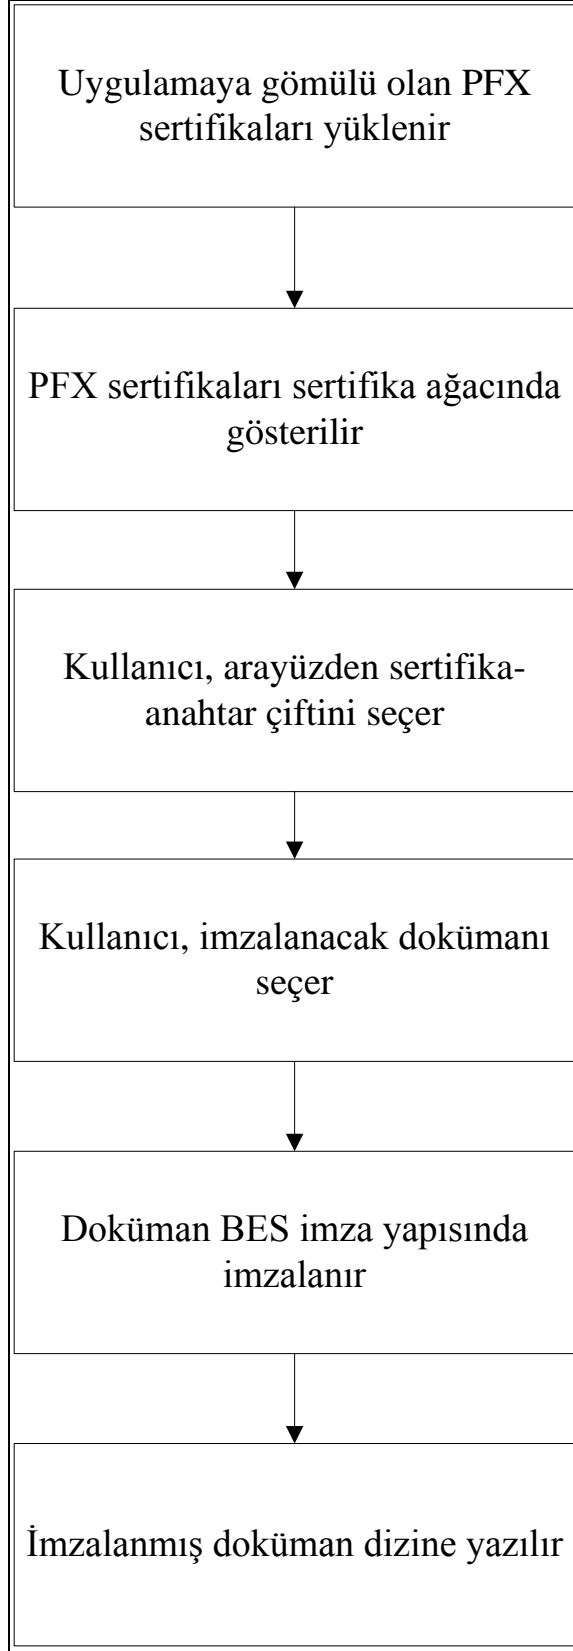 Uygulamaya gömülü olan PFX
sertifikaları yüklenir
PFX sertifikaları sertifika ağacında
gösterilir
Kullanıcı, arayüzden sertifika-
anahtar çiftini seçer
Kullanıcı, imzalanacak dokümanı
seçer
Doküman BES imza yapısında
imzalanır
İmzalanmış doküman dizine yazılır